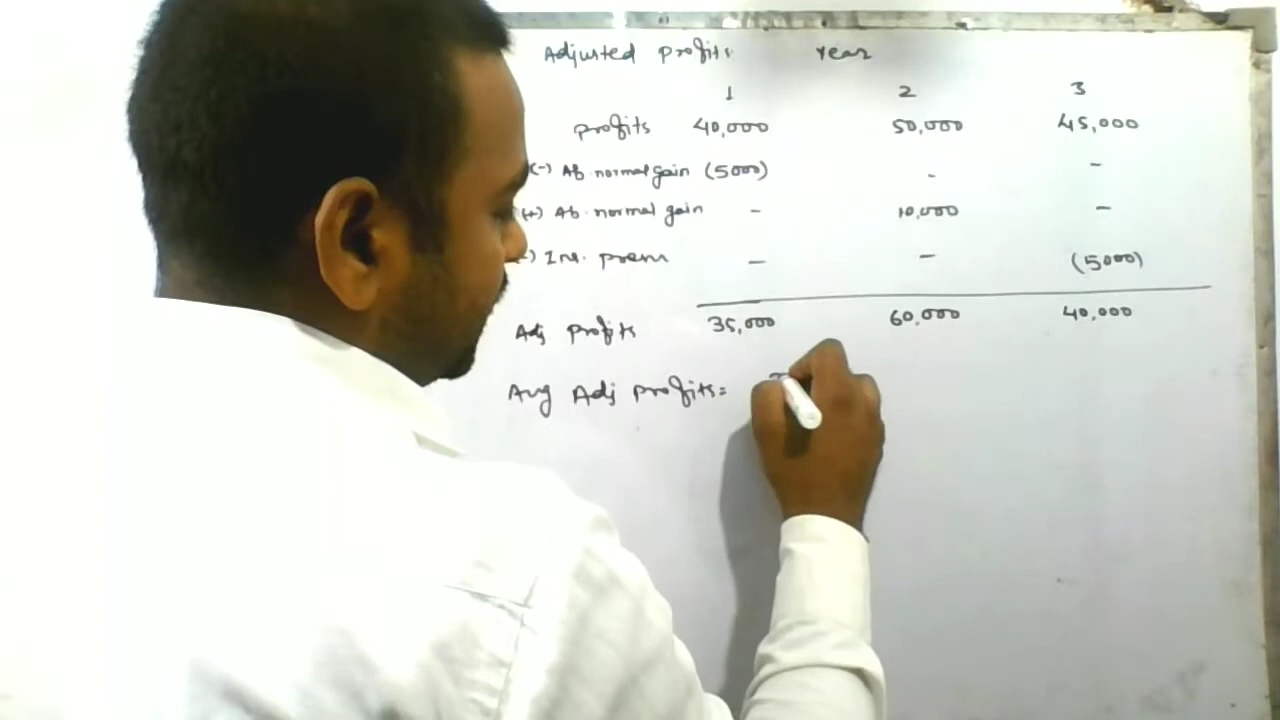 Adjusted profits Year
1 2 3
profits 40,000 50,000 45,000
(-) Ab.normal gain (5000) - -
(+) Ab.normal gain - 10,000 -
-) Ins. prem - - (5000)
Adj profits 35,000 60,000 40,000
Avg Adj profits=